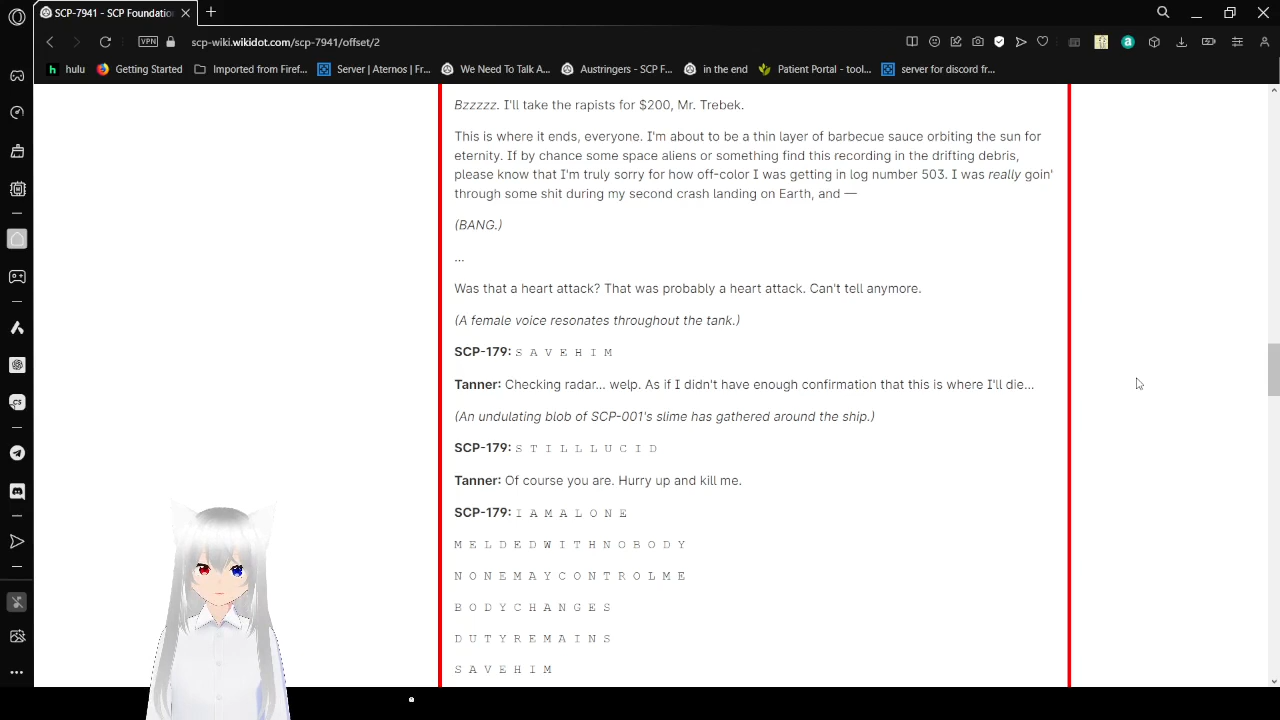 SCP-7941 - SCP Foundatio
VPN
scp-wiki.wikidot.com/scp-7941/offset/2
hulu
Getting Started
Imported from Firef...
Server | Aternos | Fr...
We Need To Talk A...
Austringers - SCP F...
in the end
Patient Portal - tool...
server for discord fr...
Bzzzzz. I'll take the rapists for $200, Mr. Trebek.
This is where it ends, everyone. I'm about to be a thin layer of barbecue sauce orbiting the sun for
eternity. If by chance some space aliens or something find this recording in the drifting debris,
please know that I'm truly sorry for how off-color I was getting in log number 503. I was really goin'
through some shit during my second crash landing on Earth, and —
(BANG.)
...
Was that a heart attack? That was probably a heart attack. Can't tell anymore.
(A female voice resonates throughout the tank.)
SCP-179: S A V E H I M
Tanner: Checking radar... welp. As if I didn't have enough confirmation that this is where I'll die...
(An undulating blob of SCP-001's slime has gathered around the ship.)
SCP-179: S T I L L L U C I D
Tanner: Of course you are. Hurry up and kill me.
SCP-179: I A M A L O N E
M E L D E D W I T H N O B O D Y
N O N E M A Y C O N T R O L M E
B O D Y C H A N G E S
D U T Y R E M A I N S
S A V E H I M